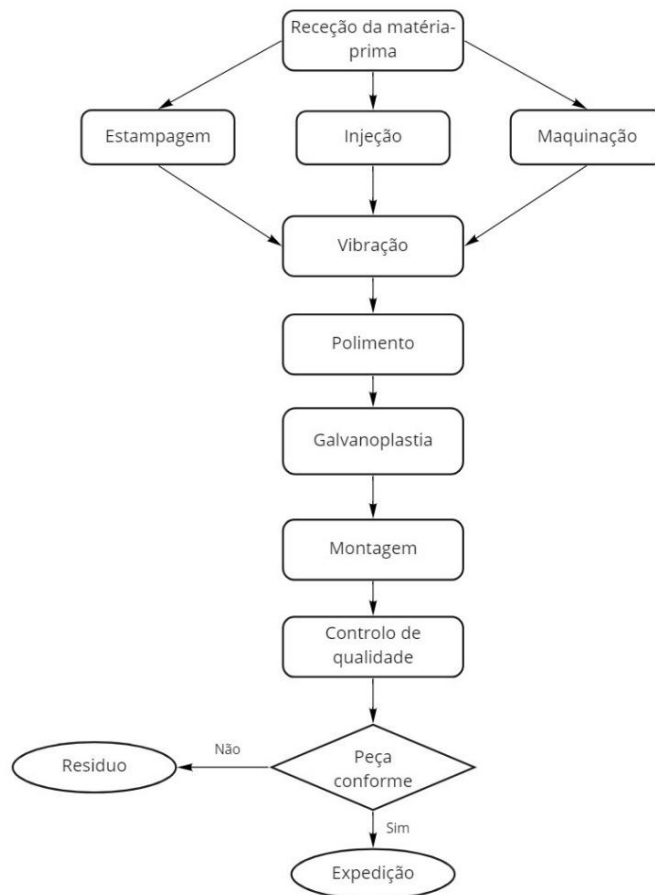 Receção da matéria-
prima
Estampagem
Injeção
Maquinação
Vibração
Polimento
Galvanoplastia
Montagem
Controlo de
qualidade
Não
Residuo
Peça
conforme
Sim
Expedição